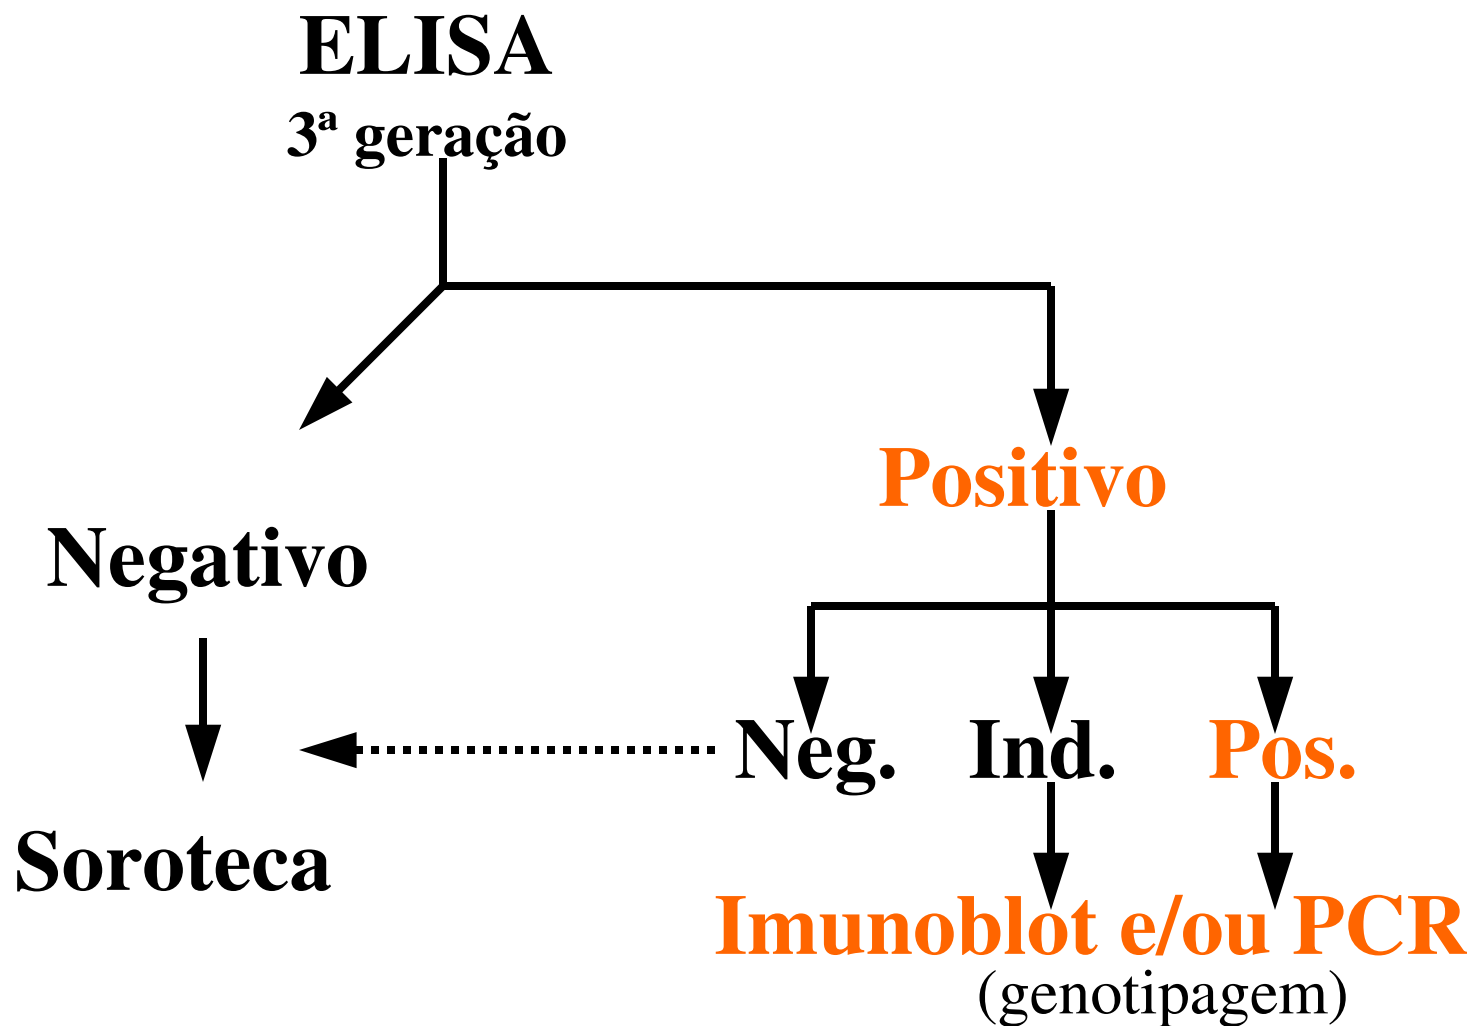 ELISA
3ª geração
Positivo
Negativo
Neg. Ind. Pos.
Soroteca
Imunoblot e/ou PCR
(genotipagem)